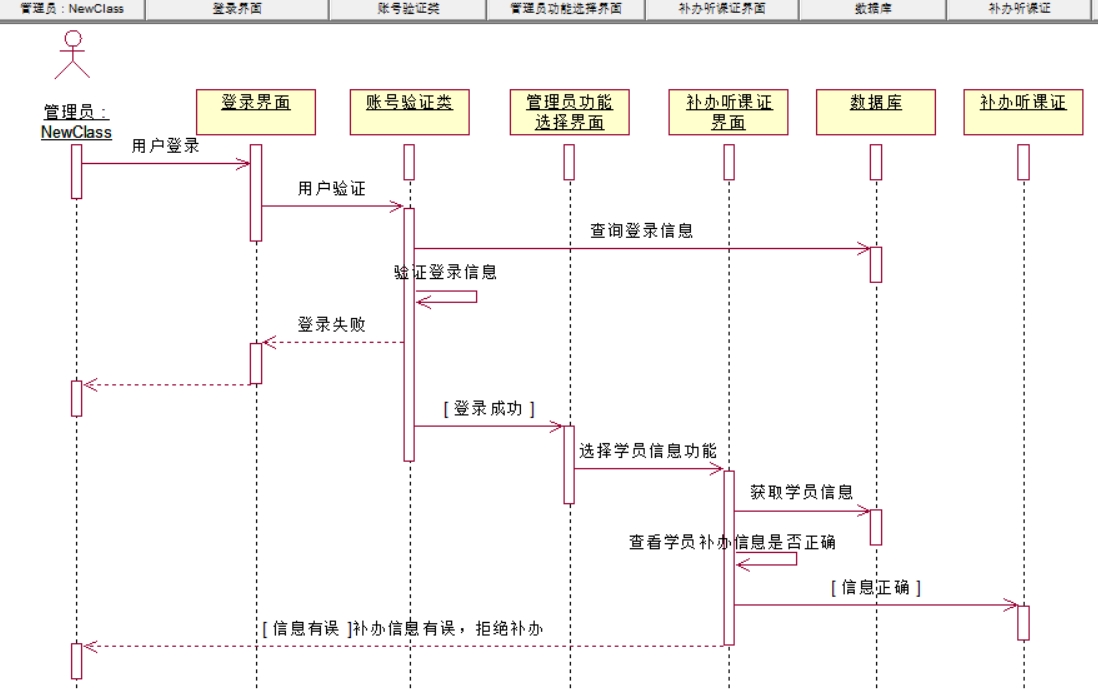 管理员：NewClass
登录界面
账号验证类
管理员功能选择界面
补办听课证界面
数据库
补办听课证
管理员：
NewClass
登录界面
账号验证类
管理员功能
选择界面
补办听课证
界面
数据库
补办听课证
用户登录
用户验证
查询登录信息
验证登录信息
登录失败
[ 登录成功 ]
选择学员信息功能
获取学员信息
查看学员补办信息是否正确
[ 信息正确 ]
[ 信息有误 ]补办信息有误，拒绝补办